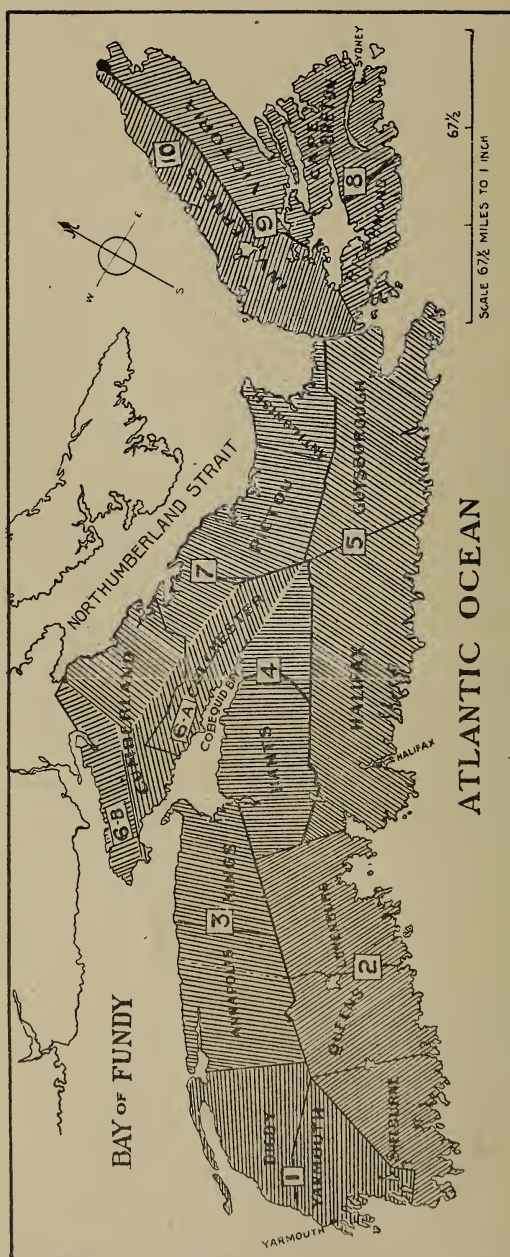 BAY OF FUNDY
NORTHUMBERLAND STRAIT
ATLANTIC OCEAN
COBEQUID BAY
N
W
E
S
10
INVERNESS
VICTORIA
9
CAPE
BRETON
SYDNEY
8
RICHMOND
ANTIGONISH
PICTOU
7
GUYSBOROUGH
5
COLCHESTER
CUMBERLAND
6-A
6-B
4
HANTS
HALIFAX
HALIFAX
KINGS
3
ANNAPOLIS
LUNENBURG
2
QUEENS
DIGBY
1
YARMOUTH
SHELBURNE
YARMOUTH
67½
SCALE 67½ MILES TO 1 INCH